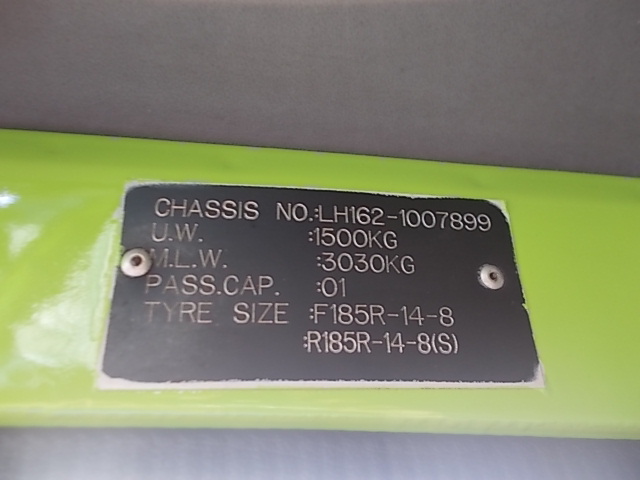 CHASSIS NO.:LH162-1007899
U.W. :1500KG
M.L.W. :3030KG
PASS.CAP. :01
TYRE SIZE :F185R-14-8
:R185R-14-8(S)